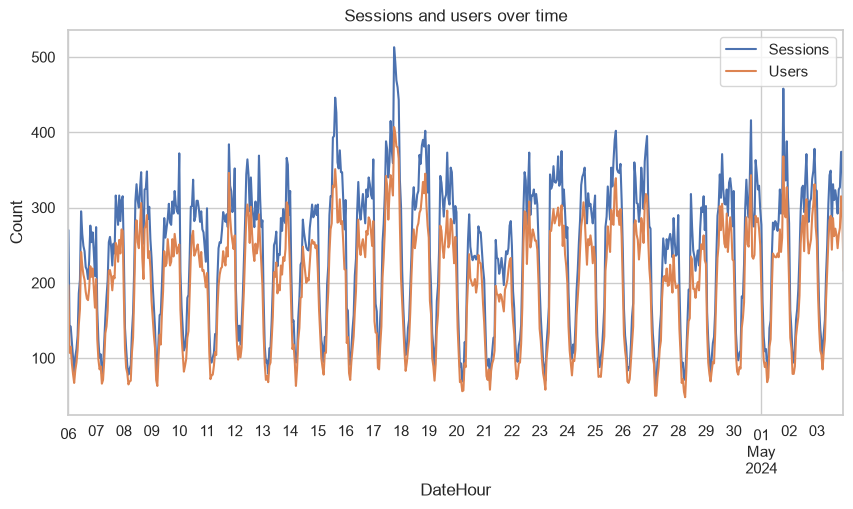 Sessions and users over time
Sessions
Users
500
400
300
200
100
Count
06 07 08 09 10 11 12 13 14 15 16 17 18 19 20 21 22 23 24 25 26 27 28 29 30 01 02 03
May
2024
DateHour